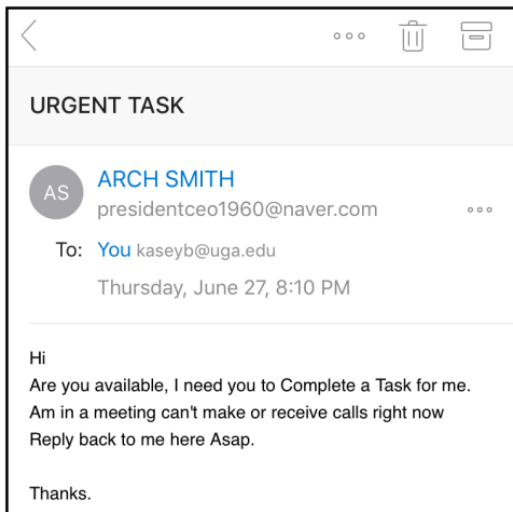 URGENT TASK
AS
ARCH SMITH
presidentceo1960@naver.com
To: You kaseyb@uga.edu
Thursday, June 27, 8:10 PM
Hi
Are you available, I need you to Complete a Task for me.
Am in a meeting can't make or receive calls right now
Reply back to me here Asap.
Thanks.